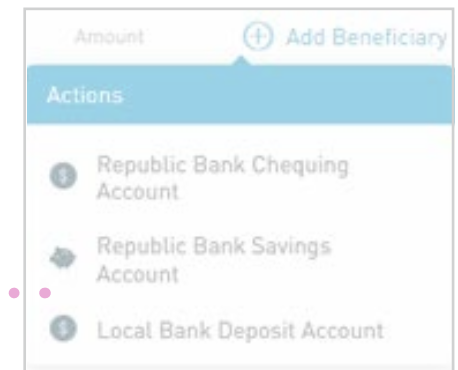 Amount Add Beneficiary
Actions
Republic Bank Chequing
Account
Republic Bank Savings
Account
Local Bank Deposit Account